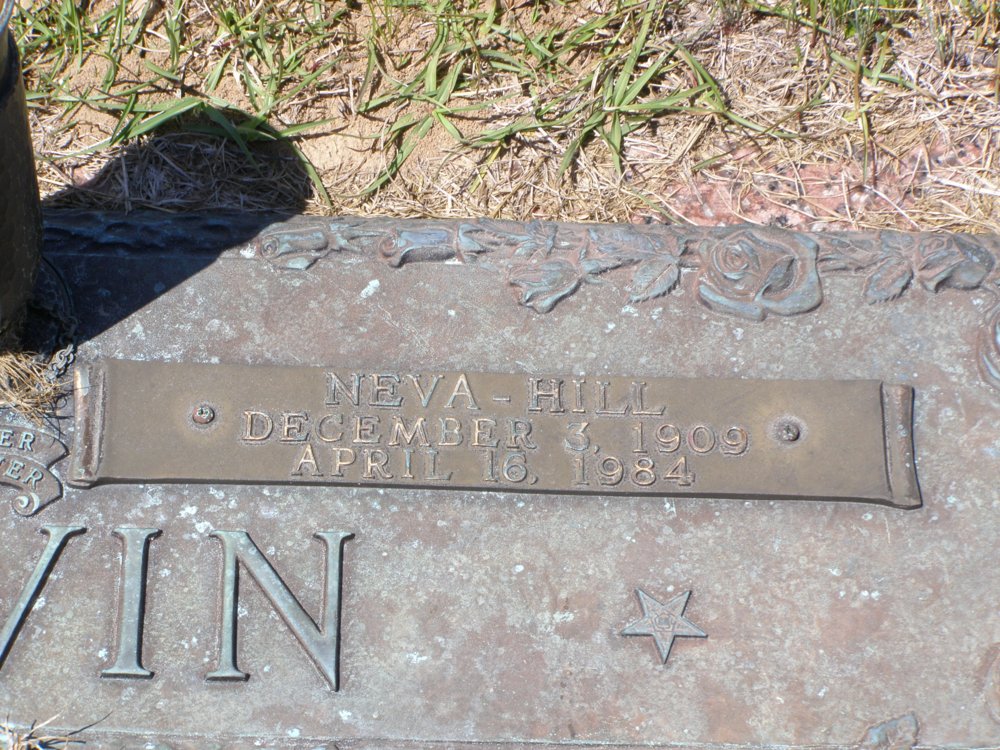 NEVA - HILL
DECEMBER 3, 1909
APRIL 16, 1984
VIN